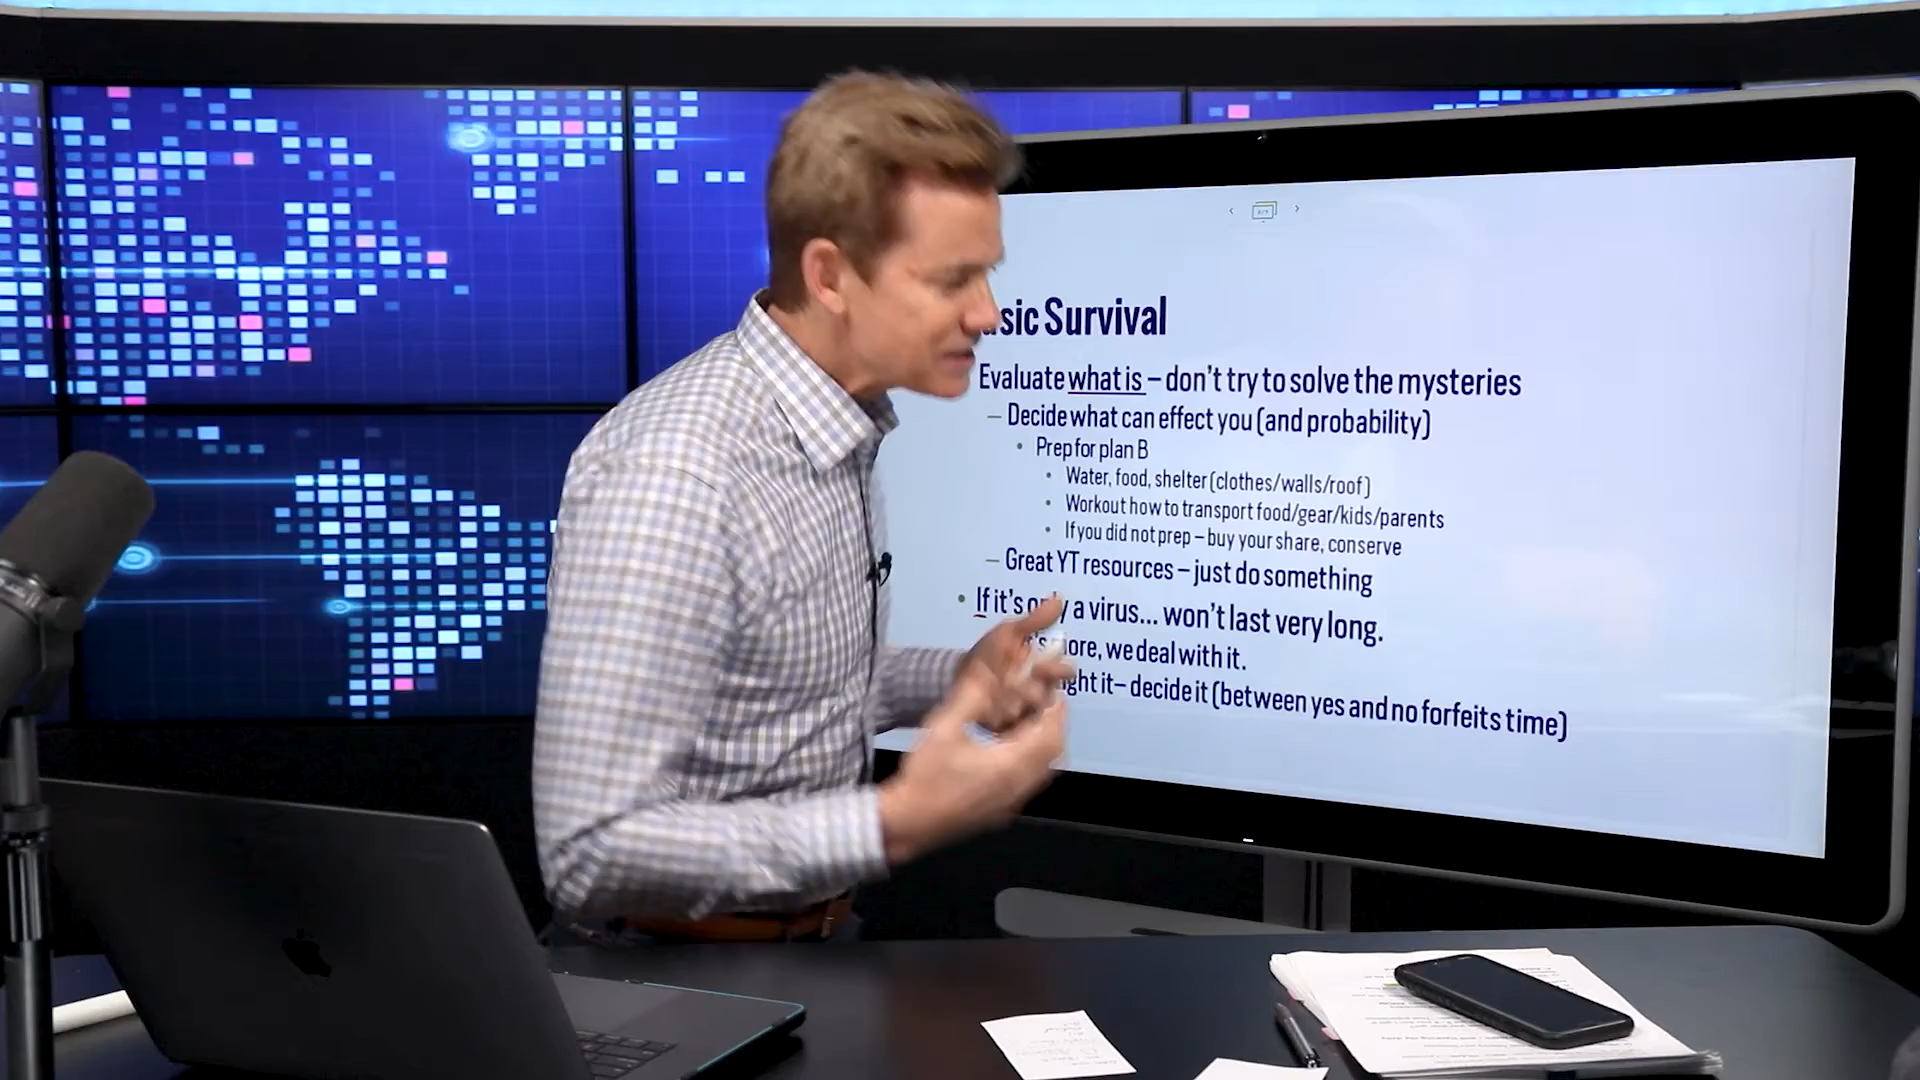 sic Survival
Evaluate what is – don't try to solve the mysteries
– Decide what can effect you (and probability)
• Prep for plan B
• Water, food, shelter (clothes/walls/roof)
• Workout how to transport food/gear/kids/parents
• If you did not prep – buy your share, conserve
– Great YT resources – just do something
• If it's only a virus... won't last very long.
more, we deal with it.
it– decide it (between yes and no forfeits time)